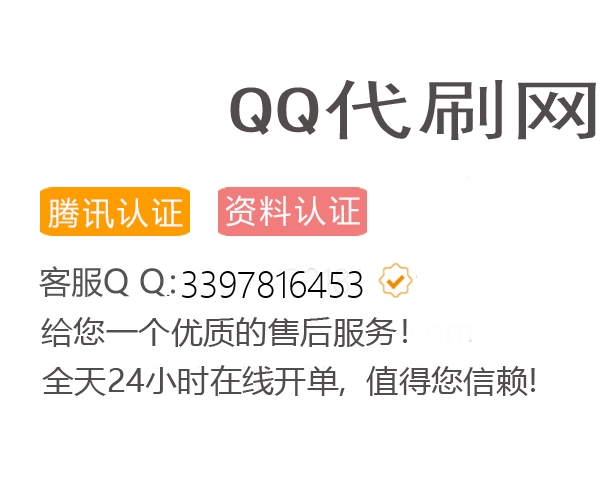 QQ代刷网
腾讯认证 资料认证
客服Q Q:3397816453
给您一个优质的售后服务!
全天24小时在线开单, 值得您信赖!